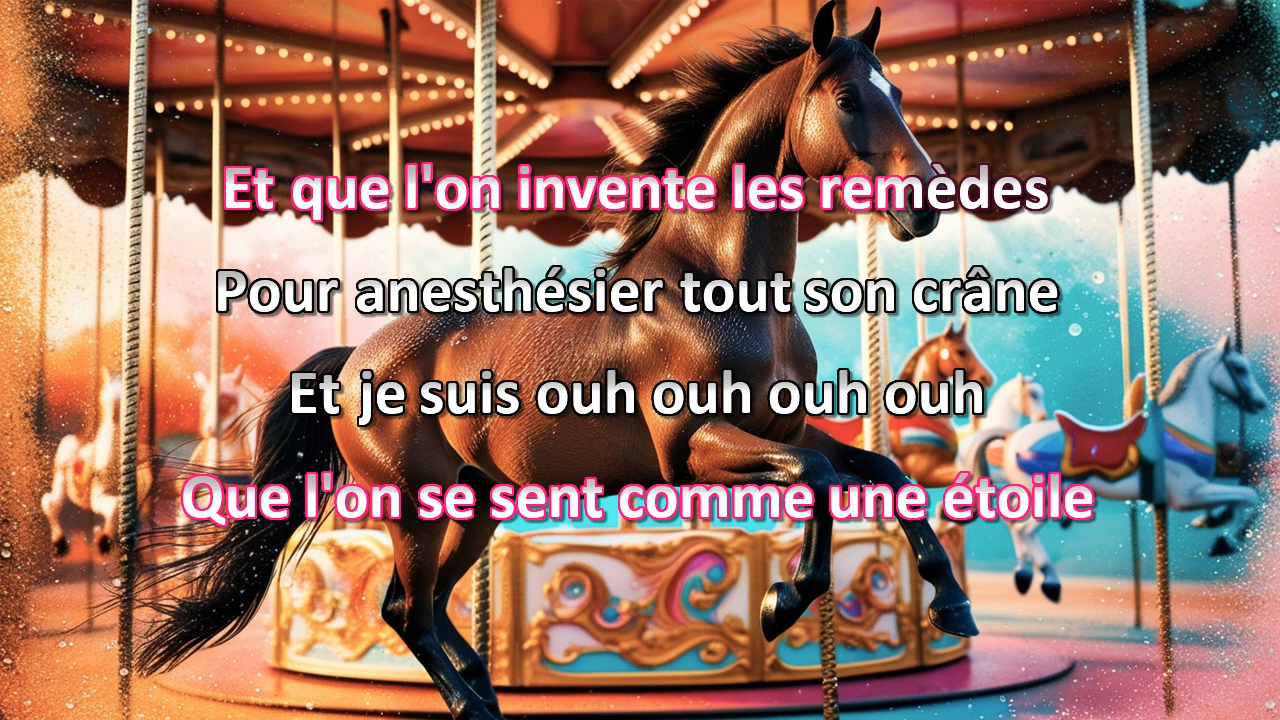 Et que l'on invente les remèdes
Pour anesthésier tout son crâne
Et je suis ouh ouh ouh ouh
Que l'on se sent comme une étoile